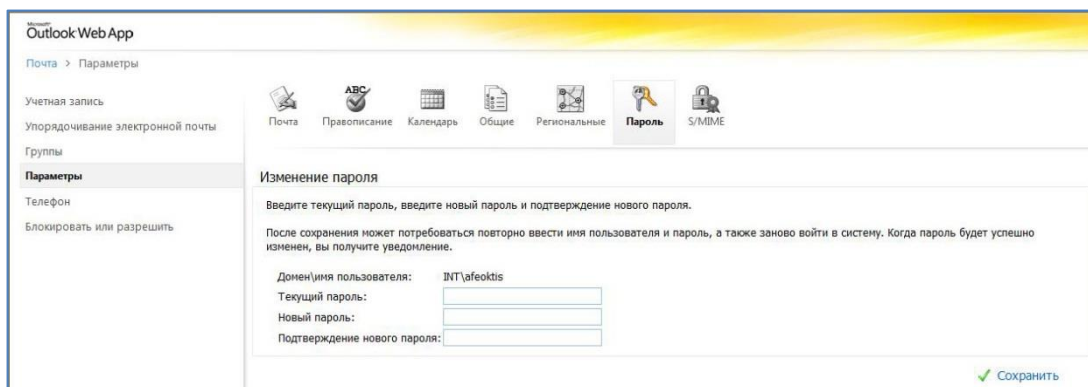 Microsoft
Outlook Web App
Почта > Параметры
Учетная запись
Упорядочивание электронной почты
Группы
Параметры
Телефон
Блокировать или разрешить
ABC
Почта Правописание Календарь Общие Региональные Пароль S/MIME
Изменение пароля
Введите текущий пароль, введите новый пароль и подтверждение нового пароля.
После сохранения может потребоваться повторно ввести имя пользователя и пароль, а также заново войти в систему. Когда пароль будет успешно
изменен, вы получите уведомление.
Домен\имя пользователя: INT\afeoktis
Текущий пароль:
Новый пароль:
Подтверждение нового пароля:
Сохранить